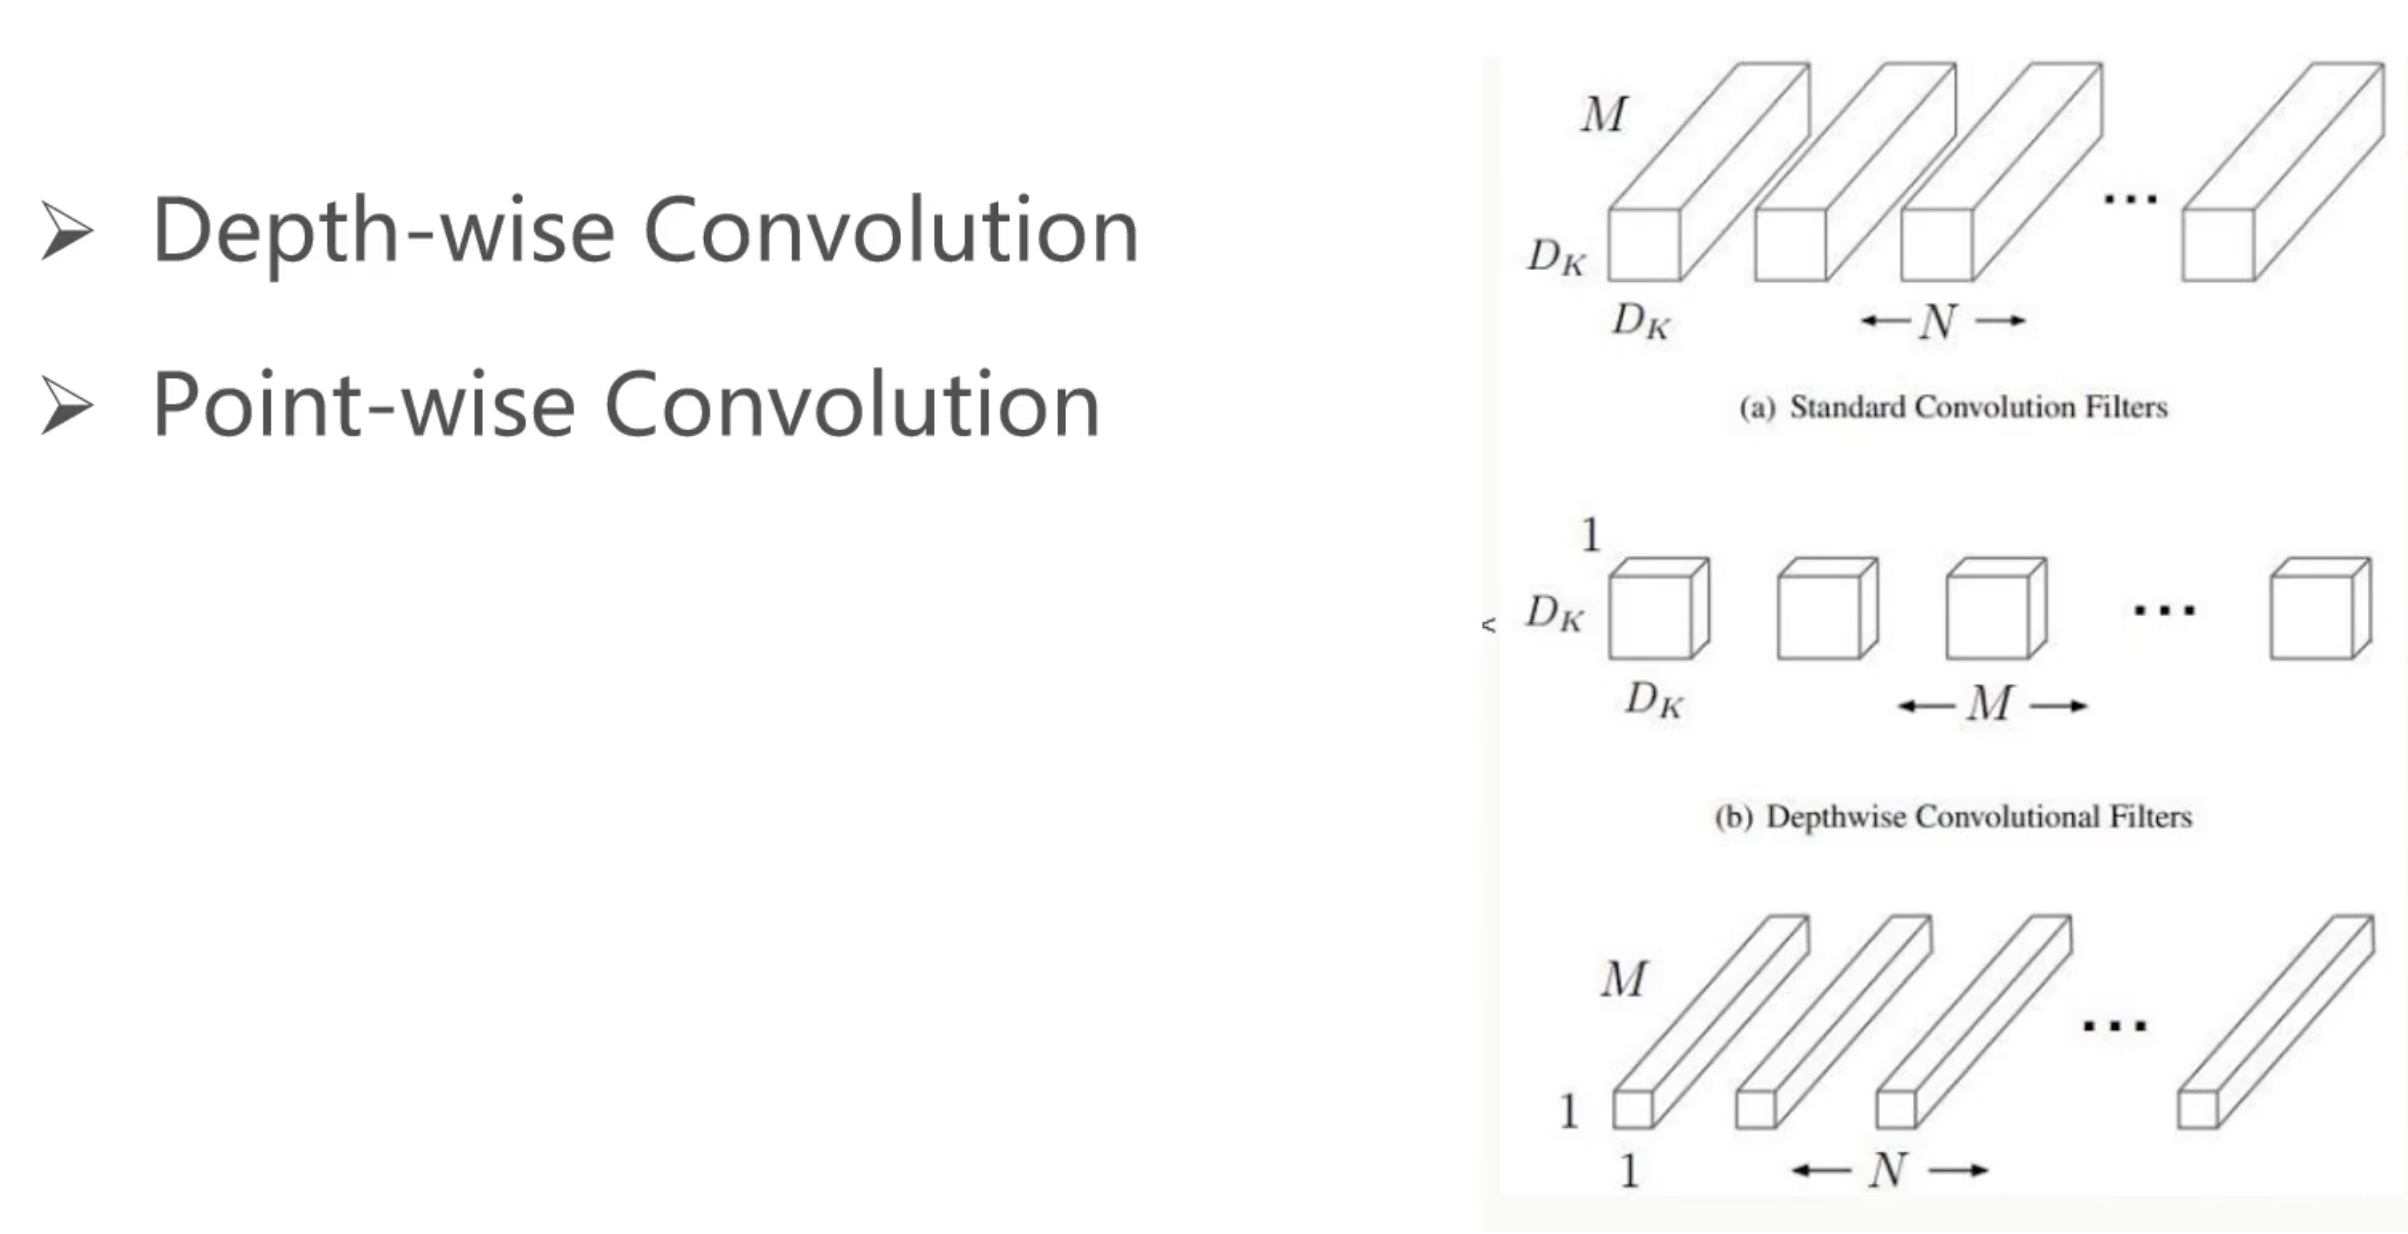 Depth-wise Convolution
Point-wise Convolution
M
D_K
D_K
N
(a) Standard Convolution Filters
1
D_K
<
D_K
M
(b) Depthwise Convolutional Filters
M
1
1
N